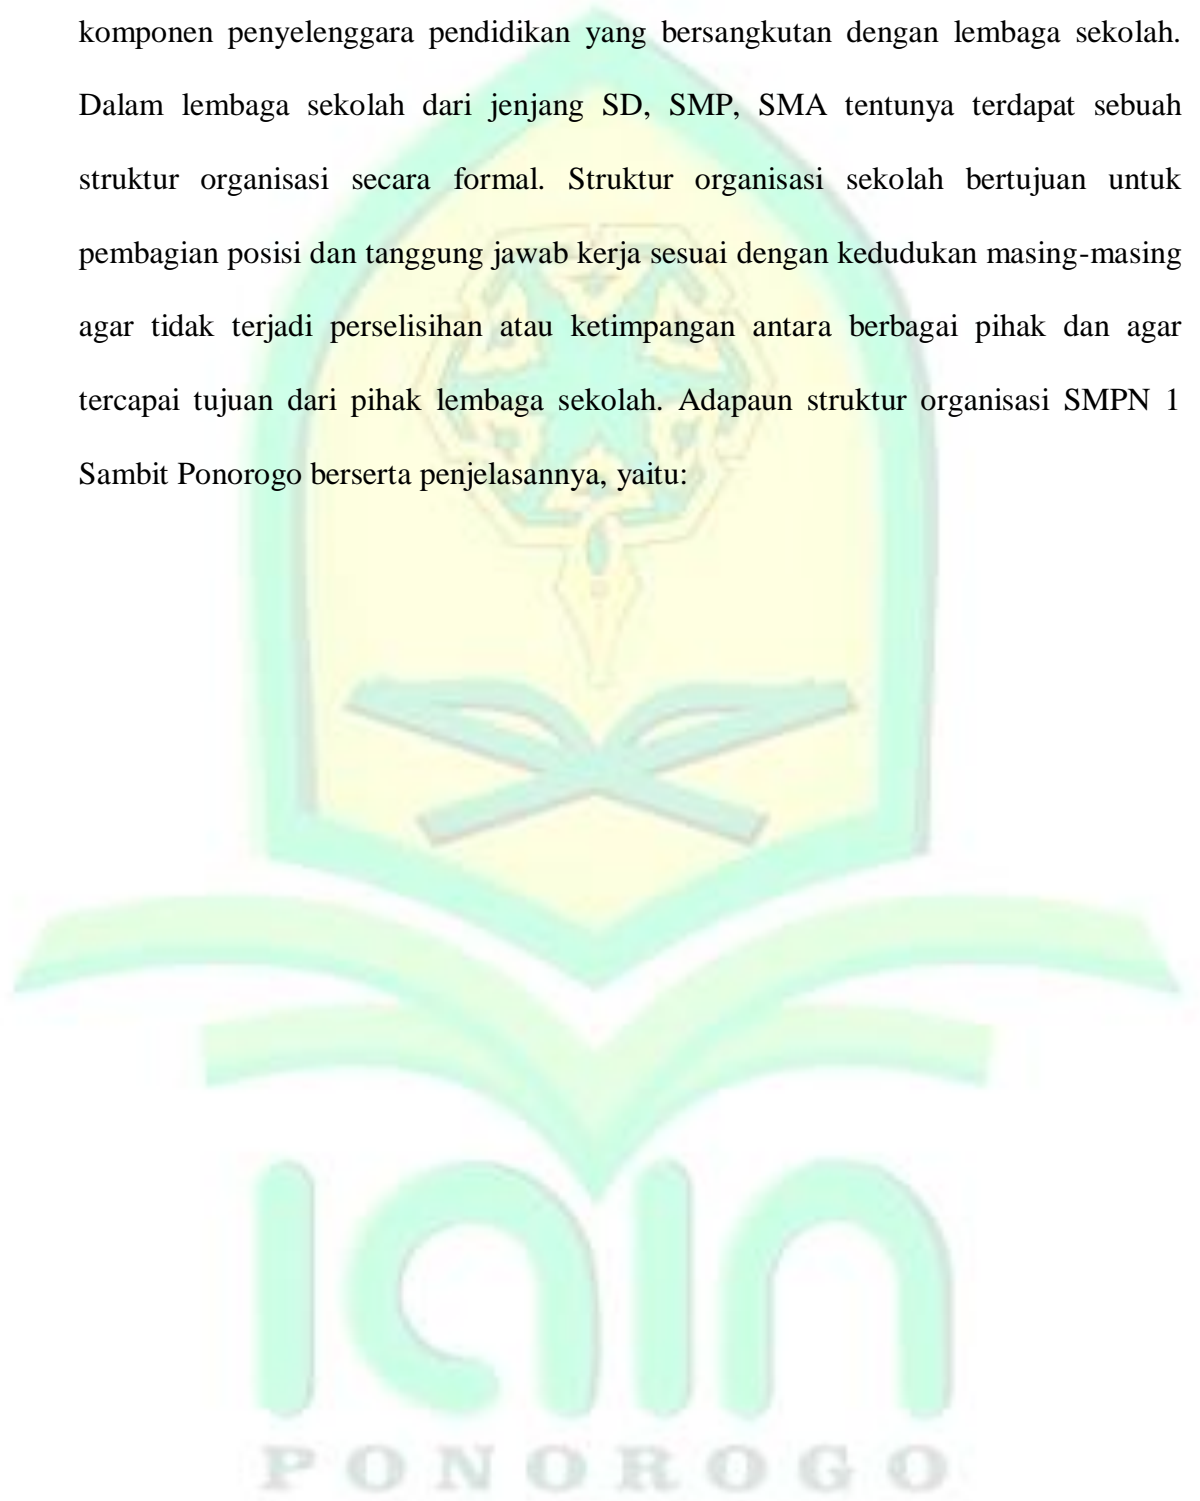 komponen penyelenggara pendidikan yang bersangkutan dengan lembaga sekolah.
Dalam lembaga sekolah dari jenjang SD, SMP, SMA tentunya terdapat sebuah
struktur organisasi secara formal. Struktur organisasi sekolah bertujuan untuk
pembagian posisi dan tanggung jawab kerja sesuai dengan kedudukan masing-masing
agar tidak terjadi perselisihan atau ketimpangan antara berbagai pihak dan agar
tercapai tujuan dari pihak lembaga sekolah. Adapaun struktur organisasi SMPN 1
Sambit Ponorogo berserta penjelasannya, yaitu:
iain
PONOROGO